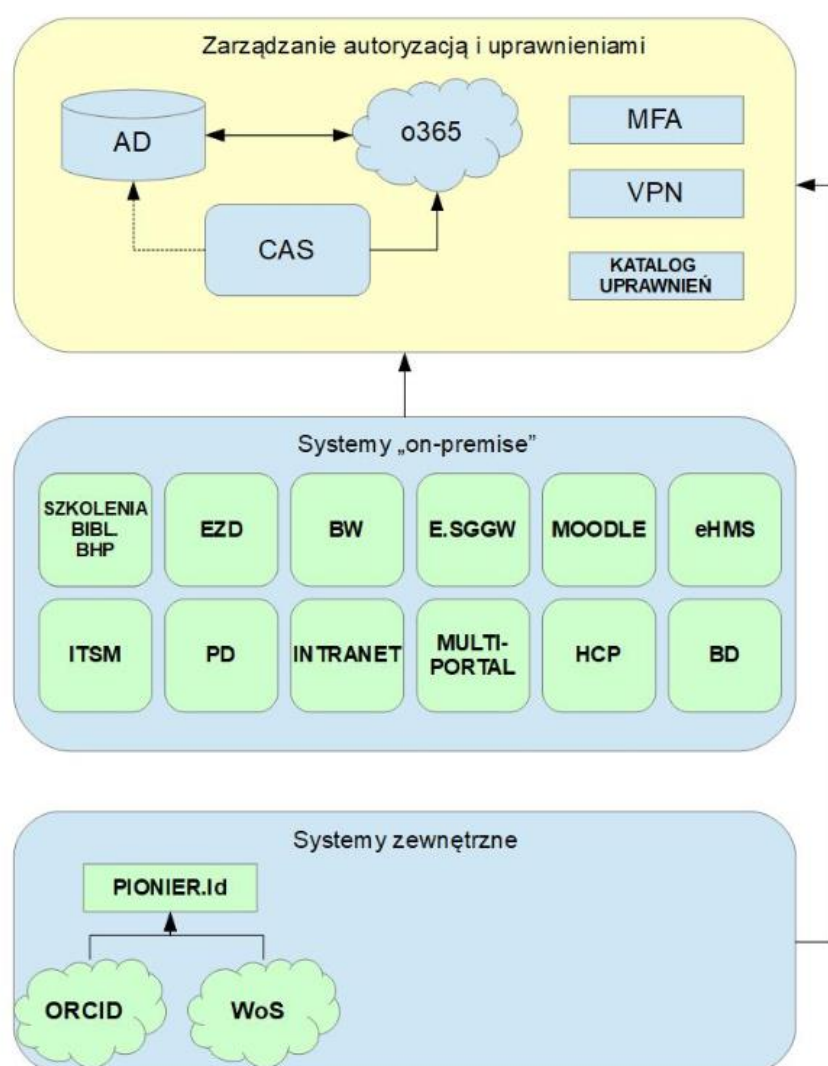 Zarządzanie autoryzacją i uprawnieniami
AD
o365
MFA
VPN
CAS
KATALOG
UPRAWNIEŃ
Systemy „on-premise”
SZKOLENIA
BIBL.
BHP
EZD
BW
E.SGGW
MOODLE
eHMS
ITSM
PD
INTRANET
MULTI-
PORTAL
HCP
BD
Systemy zewnętrzne
PIONIER.Id
ORCID
WoS